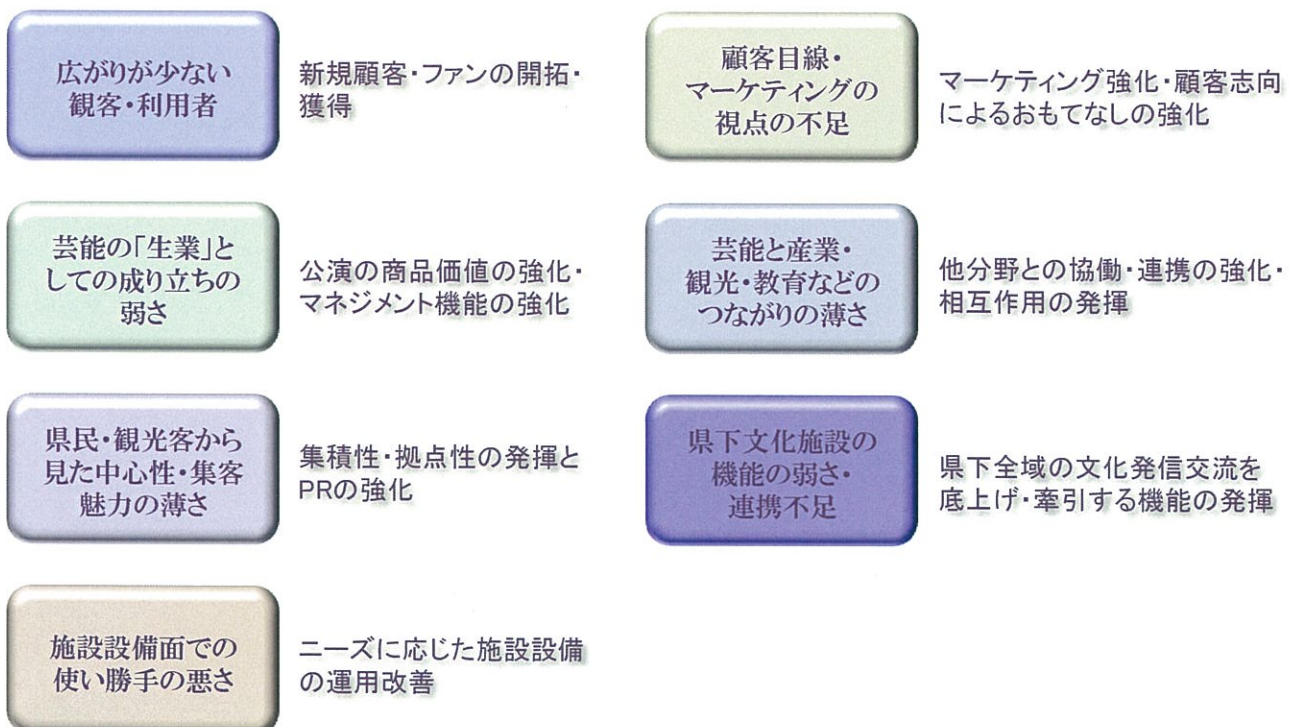 広がりが少ない
観客・利用者
新規顧客・ファンの開拓・
獲得
顧客目線・
マーケティングの
視点の不足
マーケティング強化・顧客志向
によるおもてなしの強化
芸能の「生業」と
しての成り立ちの
弱さ
公演の商品価値の強化・
マネジメント機能の強化
芸能と産業・
観光・教育などの
つながりの薄さ
他分野との協働・連携の強化・
相互作用の発揮
県民・観光客から
見た中心性・集客
魅力の薄さ
集積性・拠点性の発揮と
PRの強化
県下文化施設の
機能の弱さ・
連携不足
県下全域の文化発信交流を
底上げ・牽引する機能の発揮
施設設備面での
使い勝手の悪さ
ニーズに応じた施設設備
の運用改善